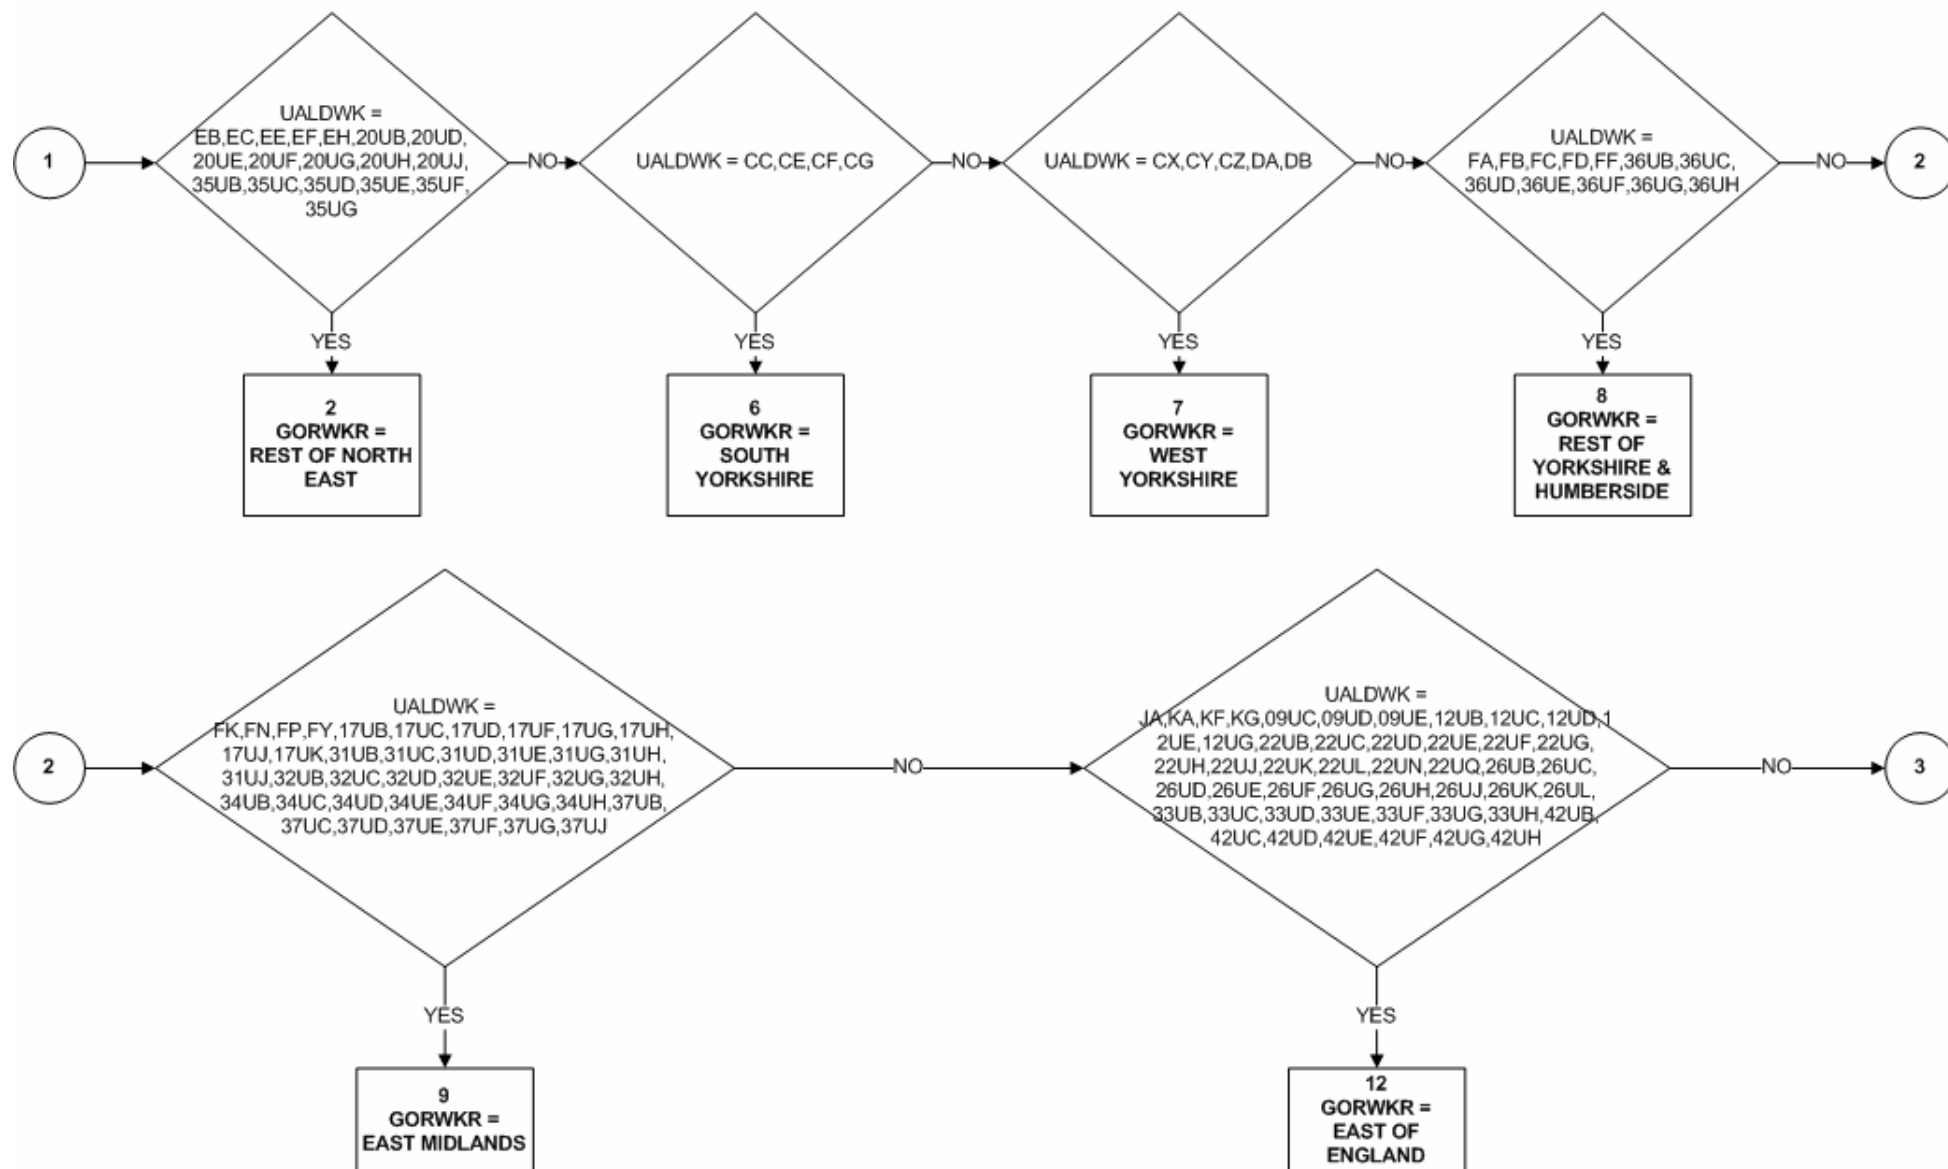 1
UALDWK =
EB,EC,EE,EF,EH,20UB,20UD,
20UE,20UF,20UG,20UH,20UJ,
35UB,35UC,35UD,35UE,35UF,
35UG
NO
UALDWK = CC,CE,CF,CG
NO
UALDWK = CX,CY,CZ,DA,DB
NO
UALDWK =
FA,FB,FC,FD,FF,36UB,36UC,
36UD,36UE,36UF,36UG,36UH
NO
2
YES
YES
YES
YES
2
GORWKR =
REST OF NORTH
EAST
6
GORWKR =
SOUTH
YORKSHIRE
7
GORWKR =
WEST
YORKSHIRE
8
GORWKR =
REST OF
YORKSHIRE &
HUMBERSIDE
2
UALDWK =
FK,FN,FP,FY,17UB,17UC,17UD,17UF,17UG,17UH,
17UJ,17UK,31UB,31UC,31UD,31UE,31UG,31UH,
31UJ,32UB,32UC,32UD,32UE,32UF,32UG,32UH,
34UB,34UC,34UD,34UE,34UF,34UG,34UH,37UB,
37UC,37UD,37UE,37UF,37UG,37UJ
NO
UALDWK =
JA,KA,KF,KG,09UC,09UD,09UE,12UB,12UC,12UD,1
2UE,12UG,22UB,22UC,22UD,22UE,22UF,22UG,
22UH,22UJ,22UK,22UL,22UN,22UQ,26UB,26UC,
26UD,26UE,26UF,26UG,26UH,26UJ,26UK,26UL,
33UB,33UC,33UD,33UE,33UF,33UG,33UH,42UB,
42UC,42UD,42UE,42UF,42UG,42UH
NO
3
YES
YES
9
GORWKR =
EAST MIDLANDS
12
GORWKR =
EAST OF
ENGLAND